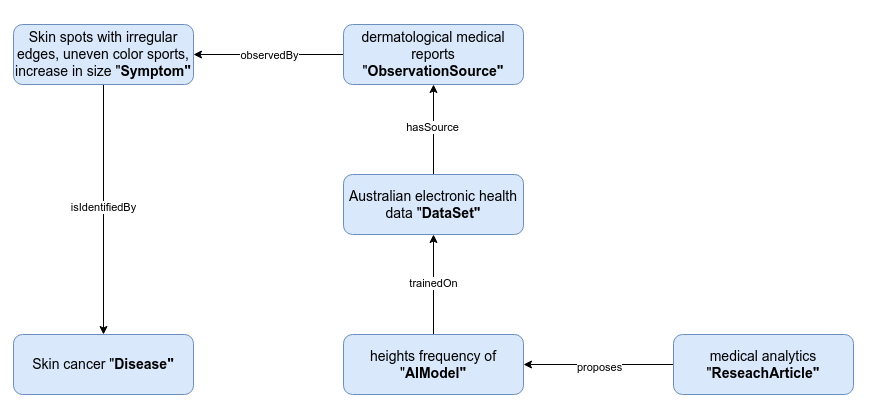 Skin spots with irregular
edges, uneven color sports,
increase in size "Symptom"
observedBy
dermatological medical
reports
"ObservationSource"
hasSource
isIdentifiedBy
Australian electronic health
data "DataSet"
trainedOn
Skin cancer "Disease"
heights frequency of
"AIModel"
proposes
medical analytics
"ReseachArticle"